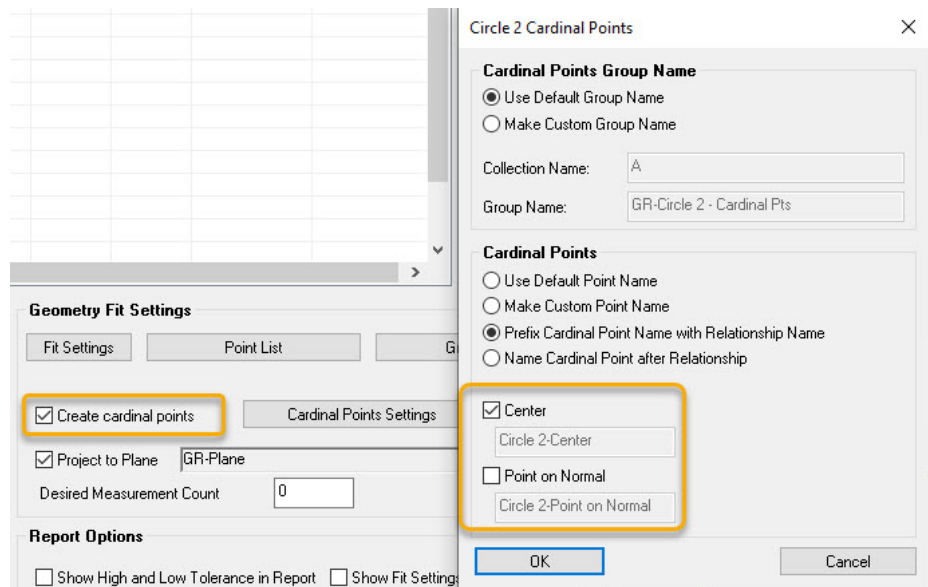 Geometry Fit Settings
Fit Settings
Point List
Create cardinal points
Cardinal Points Settings
Project to Plane
GR-Plane
Desired Measurement Count
0
Report Options
Show High and Low Tolerance in Report
Show Fit
Circle 2 Cardinal Points
Cardinal Points Group Name
Use Default Group Name
Make Custom Group Name
Collection Name:
A
Group Name:
GR-Circle 2 - Cardinal Pts
Cardinal Points
Use Default Point Name
Make Custom Point Name
Prefix Cardinal Point Name with Relationship Name
Name Cardinal Point after Relationship
Center
Circle 2-Center
Point on Normal
Circle 2-Point on Normal
OK
Cancel